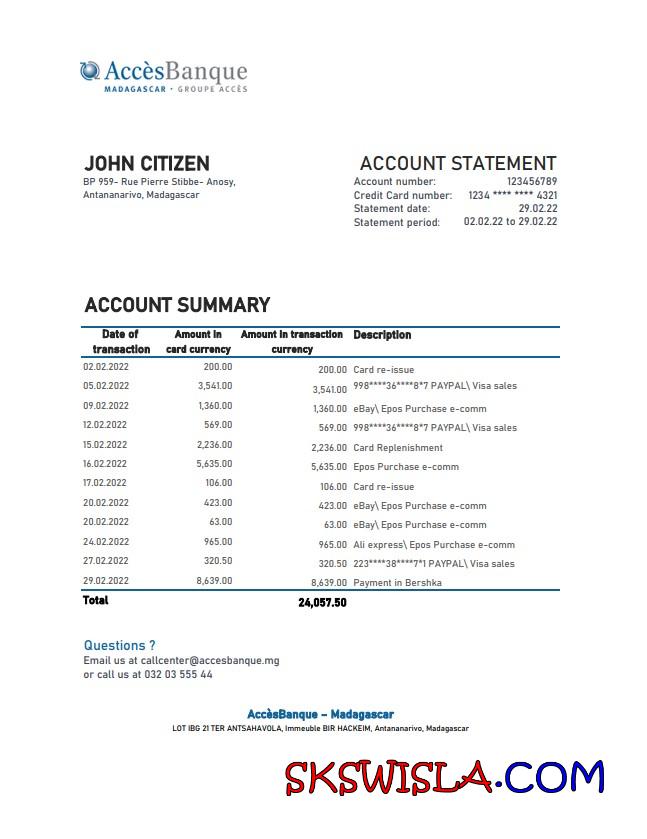 AccèsBanque
MADAGASCAR · GROUPE ACCÈS
JOHN CITIZEN
BP 959- Rue Pierre Stibbe- Anosy,
Antananarivo, Madagascar
ACCOUNT STATEMENT
Account number: 123456789
Credit Card number: 1234 **** **** 4321
Statement date: 29.02.22
Statement period: 02.02.22 to 29.02.22
ACCOUNT SUMMARY
Date of transaction Amount in card currency Amount in transaction currency Description
02.02.2022 200.00 200.00 Card re-issue
05.02.2022 3,541.00 3,541.00 998****36****8*7 PAYPAL\ Visa sales
09.02.2022 1,360.00 1,360.00 eBay\ Epos Purchase e-comm
12.02.2022 569.00 569.00 998****36****8*7 PAYPAL\ Visa sales
15.02.2022 2,236.00 2,236.00 Card Replenishment
16.02.2022 5,635.00 5,635.00 Epos Purchase e-comm
17.02.2022 106.00 106.00 Card re-issue
20.02.2022 423.00 423.00 eBay\ Epos Purchase e-comm
20.02.2022 63.00 63.00 eBay\ Epos Purchase e-comm
24.02.2022 965.00 965.00 Ali express\ Epos Purchase e-comm
27.02.2022 320.50 320.50 223****38****7*1 PAYPAL\ Visa sales
29.02.2022 8,639.00 8,639.00 Payment in Bershka
Total 24,057.50
Questions ?
Email us at callcenter@accesbanque.mg
or call us at 032 03 555 44
AccèsBanque – Madagascar
LOT IBG 21 TER ANTSAHAVOLA, Immeuble BIR HACKEIM, Antananarivo, Madagascar
SKSWISLA.COM